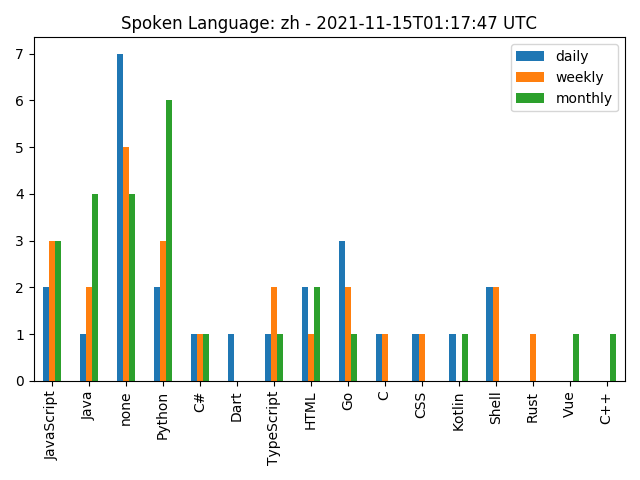 Spoken Language: zh - 2021-11-15T01:17:47 UTC
daily
weekly
monthly
7
6
5
4
3
2
1
0
JavaScript
Java
none
Python
C#
Dart
TypeScript
HTML
Go
C
CSS
Kotlin
Shell
Rust
Vue
C++